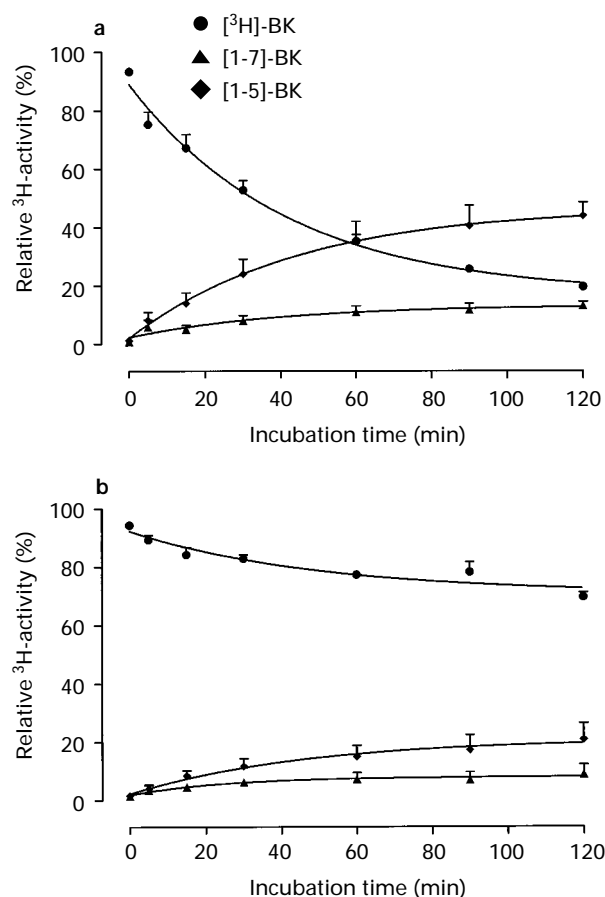 a
[³H]-BK
[1-7]-BK
[1-5]-BK
Relative ³H-activity (%)
100
80
60
40
20
0
0 20 40 60 80 100 120
Incubation time (min)
b
Relative ³H-activity (%)
100
80
60
40
20
0
0 20 40 60 80 100 120
Incubation time (min)